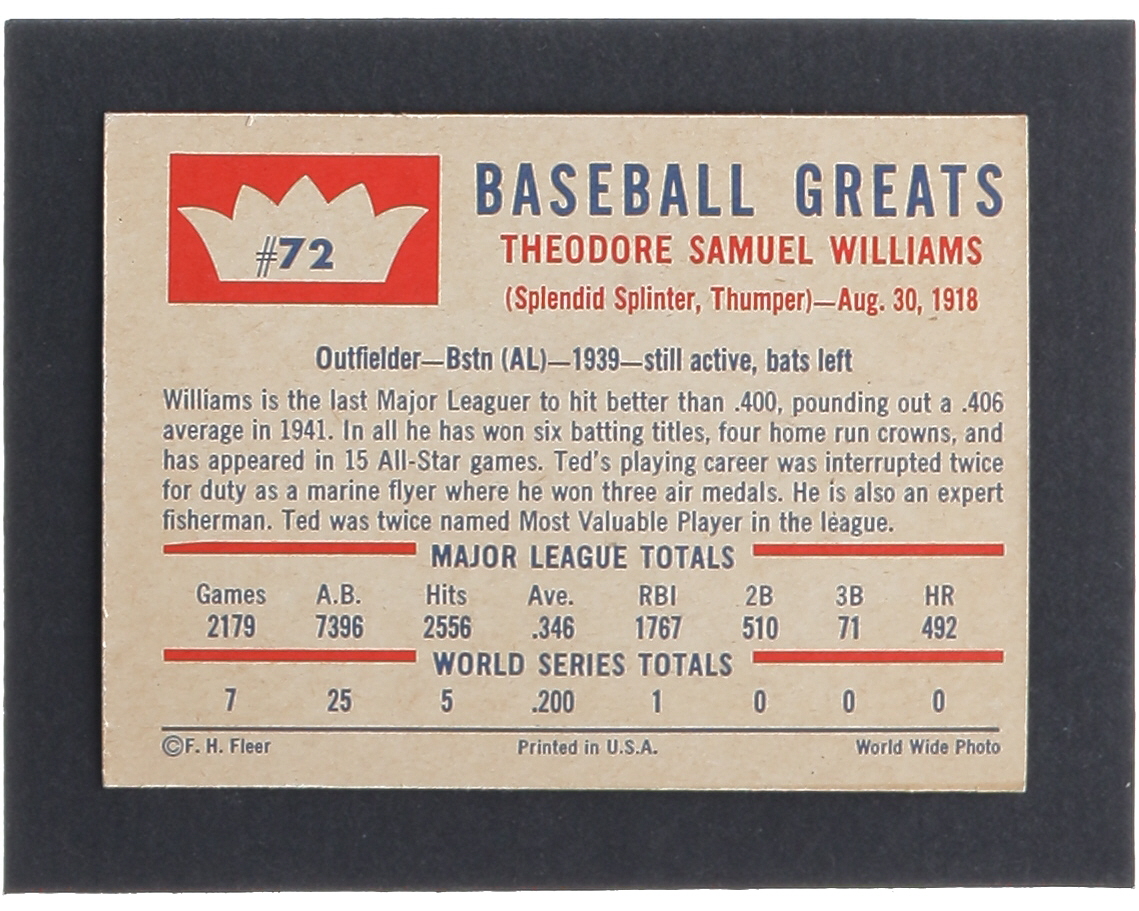 #72
BASEBALL GREATS
THEODORE SAMUEL WILLIAMS
(Splendid Splinter, Thumper)—Aug. 30, 1918
Outfielder—Bstn (AL)—1939—still active, bats left
Williams is the last Major Leaguer to hit better than .400, pounding out a .406
average in 1941. In all he has won six batting titles, four home run crowns, and
has appeared in 15 All-Star games. Ted's playing career was interrupted twice
for duty as a marine flyer where he won three air medals. He is also an expert
fisherman. Ted was twice named Most Valuable Player in the league.
MAJOR LEAGUE TOTALS
Games A.B. Hits Ave. RBI 2B 3B HR
2179 7396 2556 .346 1767 510 71 492
WORLD SERIES TOTALS
7 25 5 .200 1 0 0 0
©F. H. Fleer Printed in U.S.A. World Wide Photo